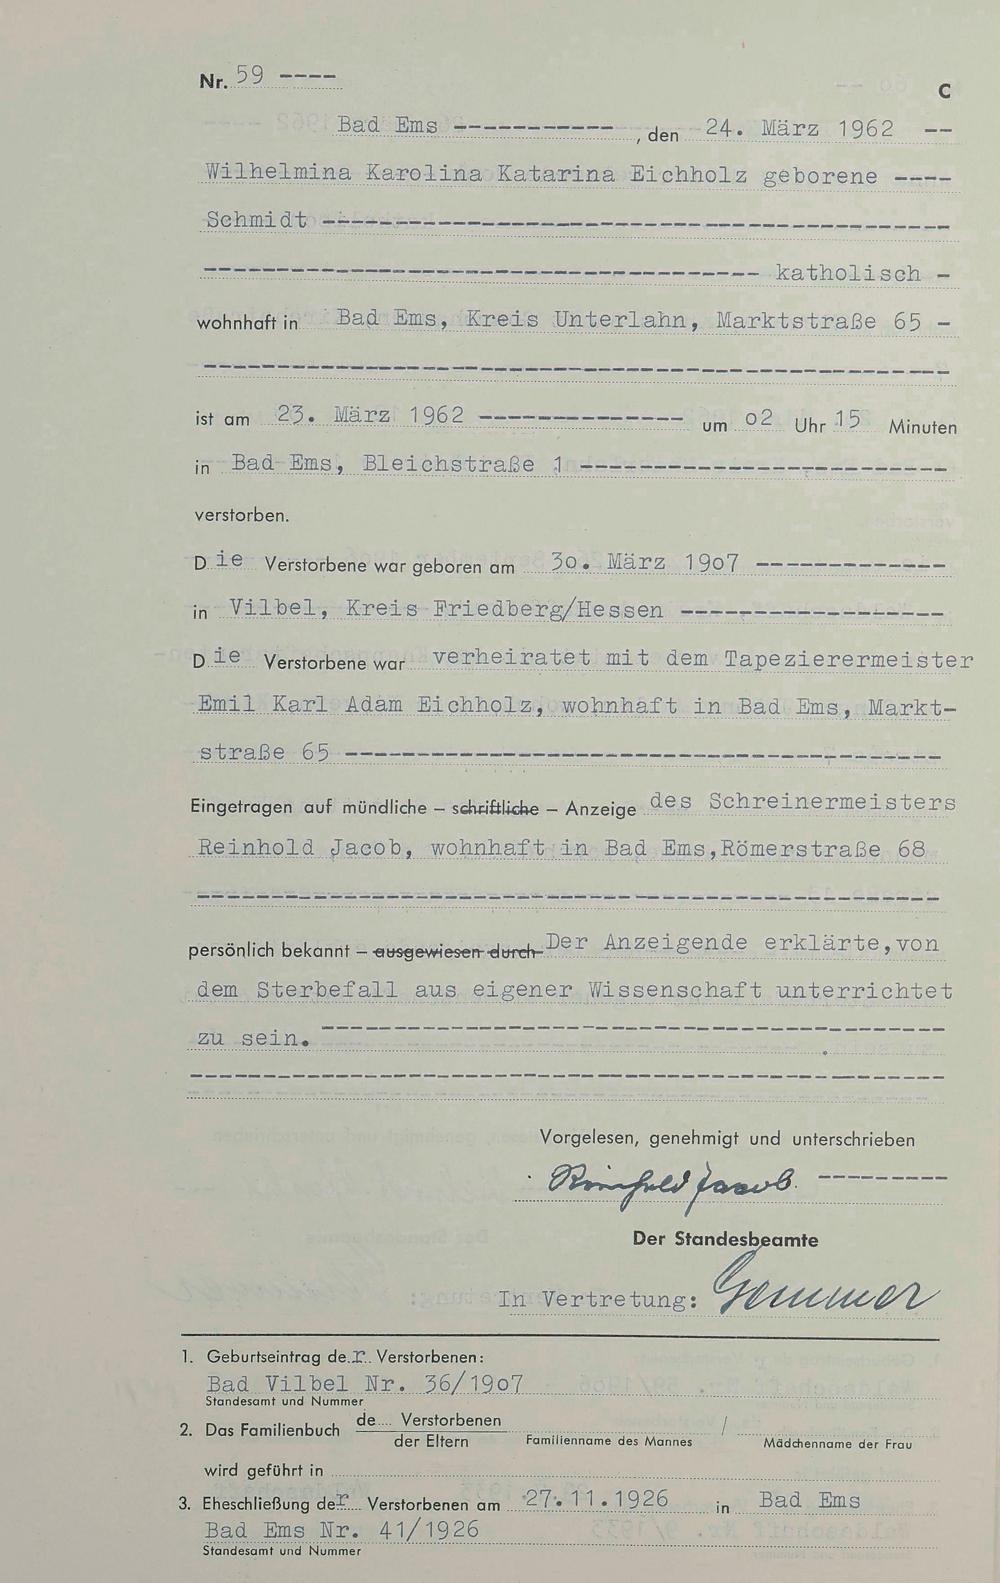 Nr. 59 ----
C
Bad Ems -----------, den 24. März 1962 --
Wilhelmina Karolina Katarina Eichholz geborene ----
Schmidt -------------------------------------------
--------------------------------------- katholisch -
wohnhaft in Bad Ems, Kreis Unterlahn, Marktstraße 65 -
---------------------------------------------------
ist am 23. März 1962 -------------- um o2 Uhr 15 Minuten
in Bad Ems, Bleichstraße 1 -------------------------
verstorben.
Die Verstorbene war geboren am 3o. März 19o7 -------------
in Vilbel, Kreis Friedberg/Hessen ------------------
Die Verstorbene war verheiratet mit dem Tapezierermeister
Emil Karl Adam Eichholz, wohnhaft in Bad Ems, Markt-
straße 65 -----------------------------------------
Eingetragen auf mündliche – schriftliche – Anzeige des Schreinermeisters
Reinhold Jacob, wohnhaft in Bad Ems,Römerstraße 68
---------------------------------------------------
persönlich bekannt – ausgewiesen durch Der Anzeigende erklärte,von
dem Sterbefall aus eigener Wissenschaft unterrichtet
zu sein. -------------------------------------------
----------------------------------------------------
Vorgelesen, genehmigt und unterschrieben
Reinhold Jacob. ---------
Der Standesbeamte
In Vertretung: Gemmer
1. Geburtseintrag der Verstorbenen:
Bad Vilbel Nr. 36/19o7
Standesamt und Nummer
2. Das Familienbuch de.... Verstorbenen / 
der Eltern Familienname des Mannes Mädchenname der Frau
wird geführt in
3. Eheschließung der Verstorbenen am 27.11.1926 in Bad Ems
Bad Ems Nr. 41/1926
Standesamt und Nummer